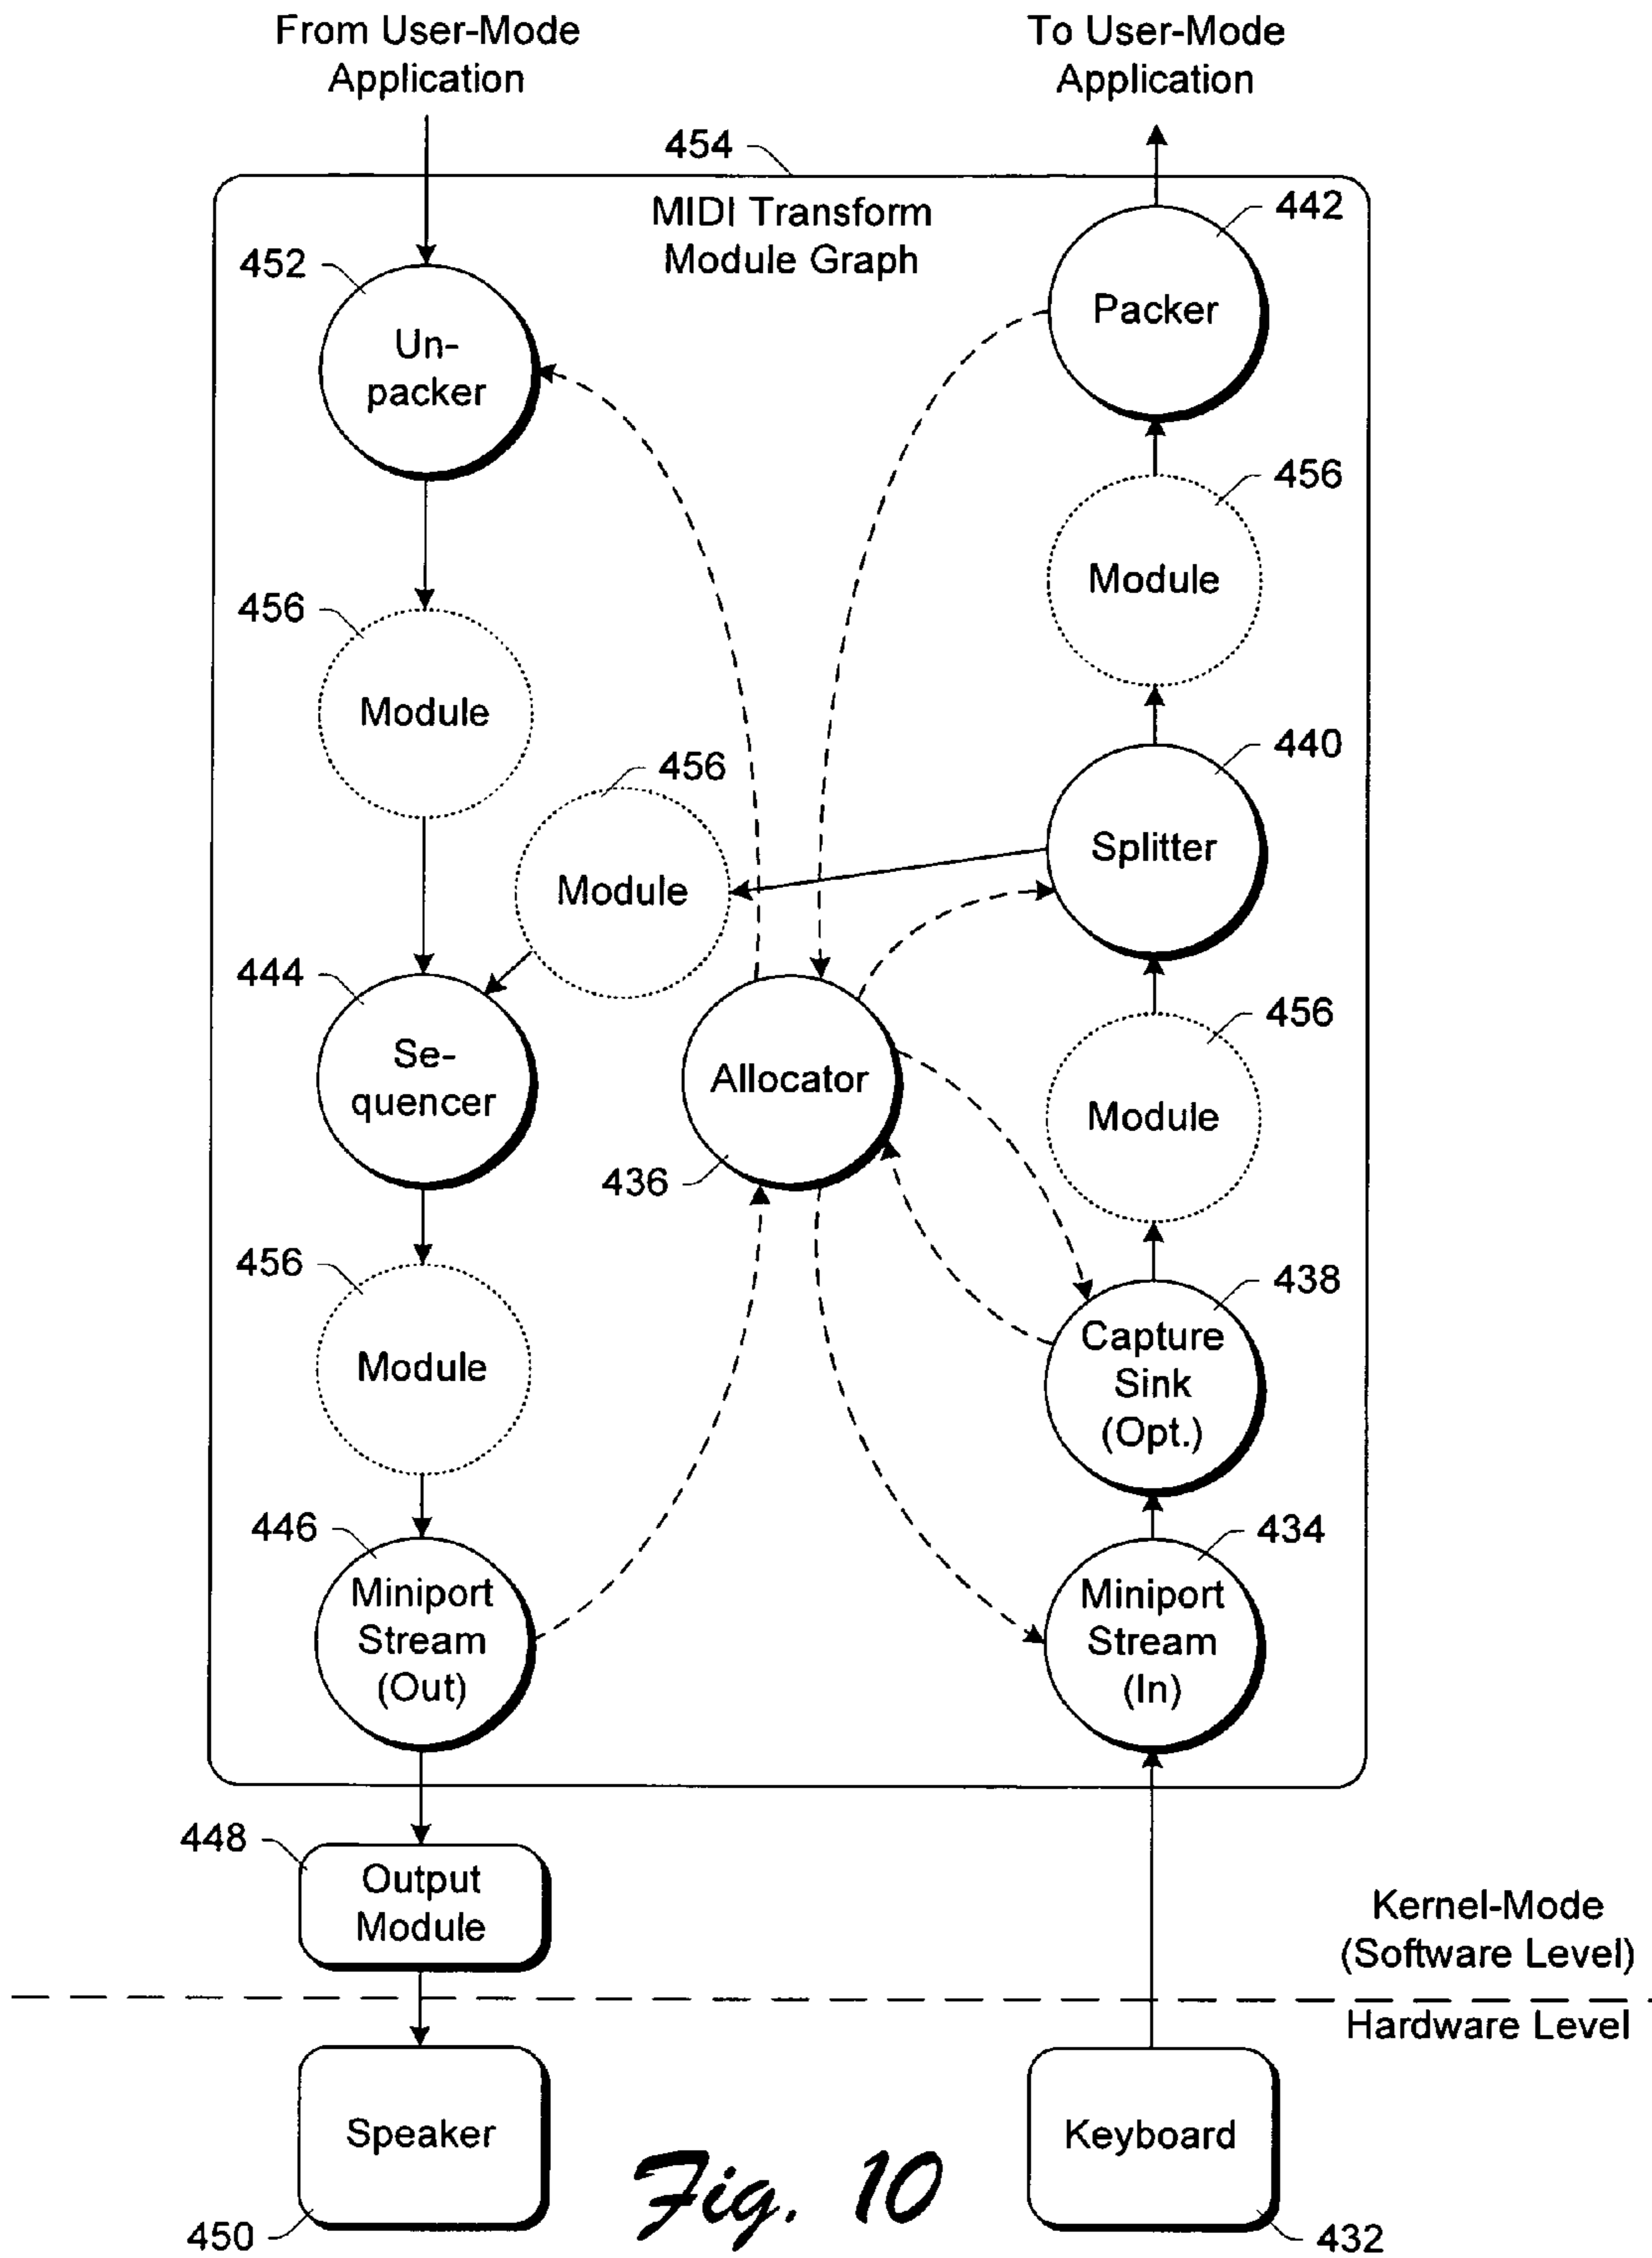 From User-Mode
Application
To User-Mode
Application
454
MIDI Transform
Module Graph
442
Packer
452
Un-
packer
456
Module
456
Module
456
Module
440
Splitter
444
Se-
quencer
Allocator
436
456
Module
456
Module
438
Capture
Sink
(Opt.)
446
Miniport
Stream
(Out)
434
Miniport
Stream
(In)
448
Output
Module
Kernel-Mode
(Software Level)
Hardware Level
Speaker
450
Keyboard
432
Fig. 10